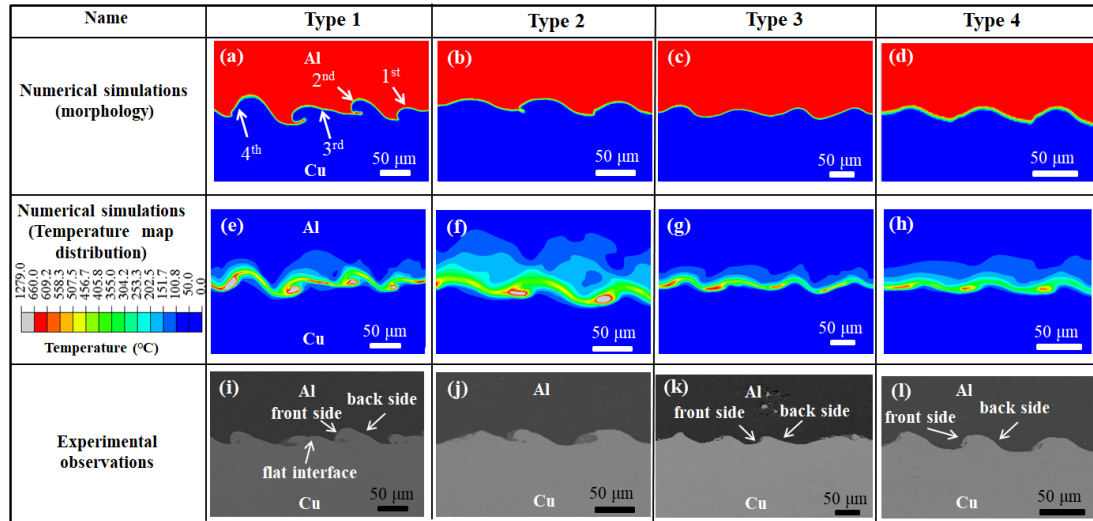 Name
Type 1
Type 2
Type 3
Type 4
Numerical simulations
(morphology)
(a)
Al
2nd
1st
4th
3rd
Cu
50 μm
(b)
50 μm
(c)
50 μm
(d)
50 μm
Numerical simulations
(Temperature map
distribution)
1279.0
660.0
609.2
558.3
507.5
456.7
405.8
355.0
304.2
253.3
202.5
151.7
100.8
50.0
0.0
Temperature (°C)
(e)
Al
Cu
50 μm
(f)
50 μm
(g)
50 μm
(h)
50 μm
Experimental
observations
(i)
Al
front side
back side
flat interface
50 μm
Cu
(j)
Al
50 μm
(k)
Al
front side
back side
Cu
50 μm
(l)
Al
front side
back side
Cu
50 μm